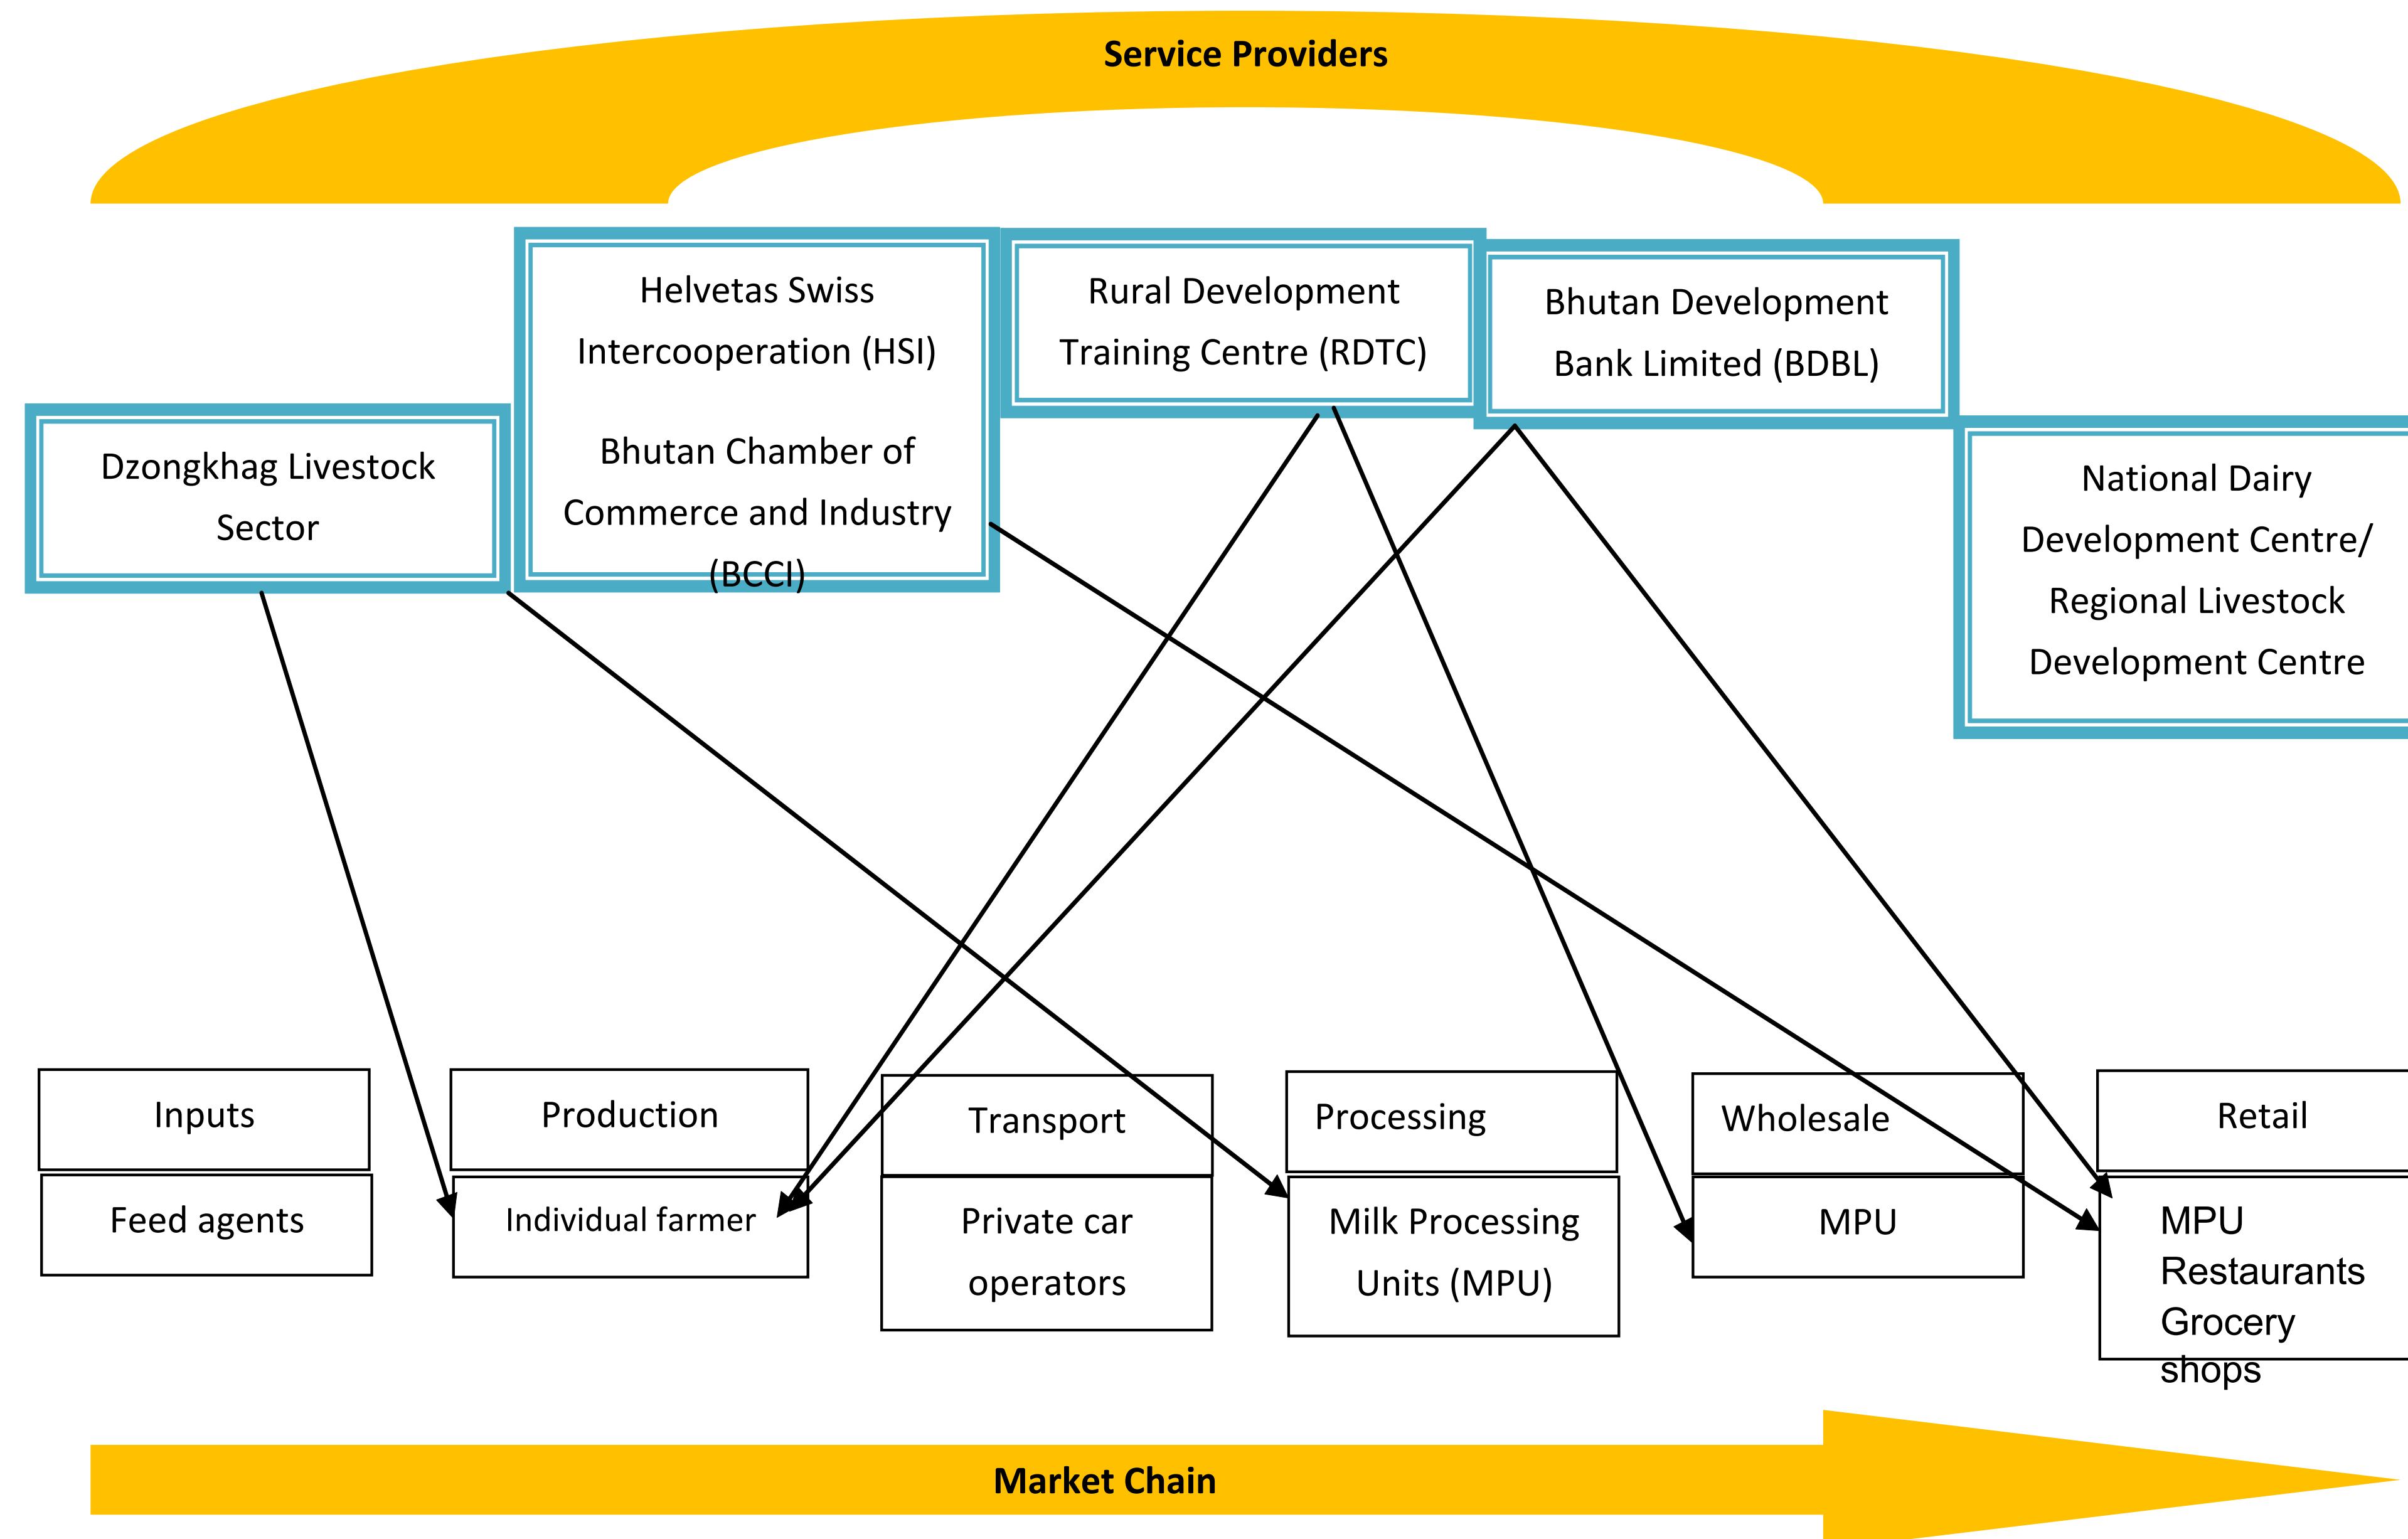 Service Providers
Helvetas Swiss
Intercooperation (HSI)
Bhutan Chamber of
Commerce and Industry
(BCCI)
Rural Development
Training Centre (RDTC)
Bhutan Development
Bank Limited (BDBL)
Dzongkhag Livestock
Sector
National Dairy
Development Centre/
Regional Livestock
Development Centre
Inputs
Production
Transport
Processing
Wholesale
Retail
Feed agents
Individual farmer
Private car
operators
Milk Processing
Units (MPU)
MPU
MPU
Restaurants
Grocery
shops
Market Chain